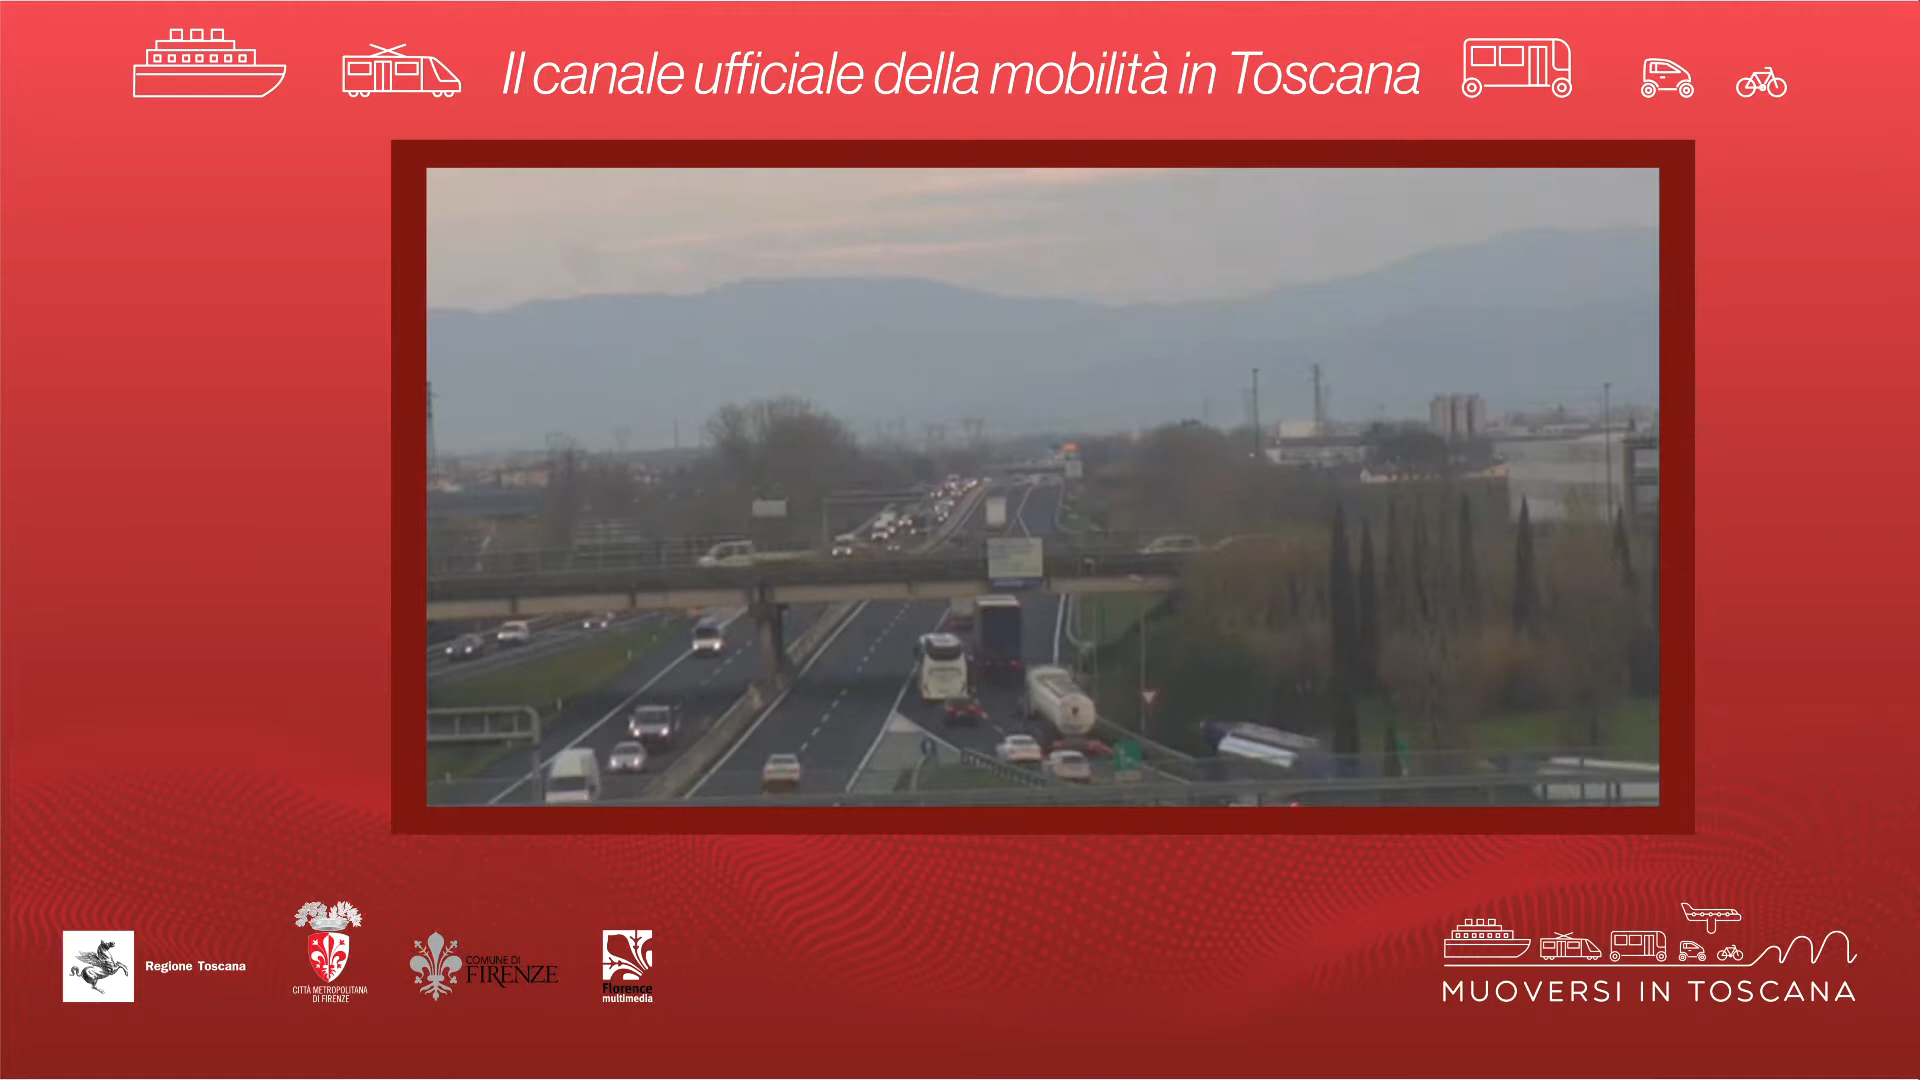 Il canale ufficiale della mobilità in Toscana
Regione Toscana
CITTÀ METROPOLITANA
DI FIRENZE
COMUNE DI
FIRENZE
Florence
multimedia
MUOVERSI IN TOSCANA